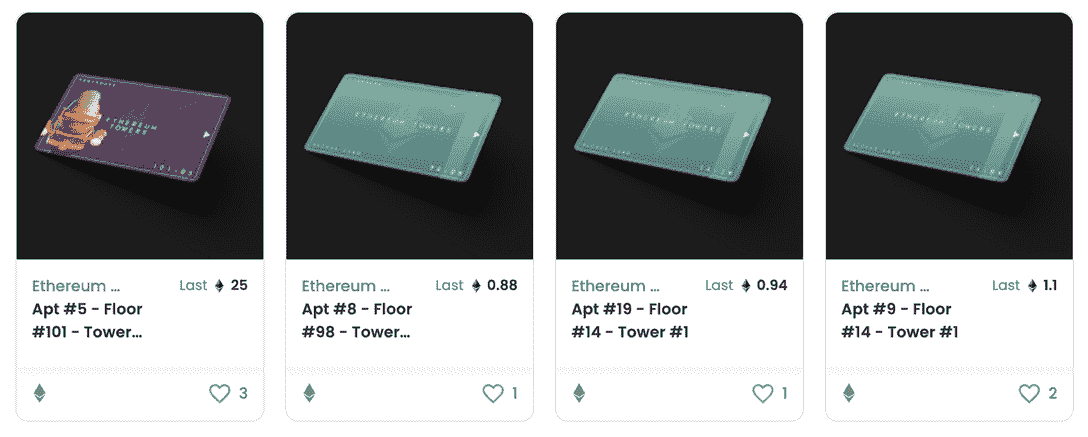 ETHEREUM
TOWERS
ETHEREUM TOWERS
ETHEREUM TOWERS
ETHEREUM TOWERS
Ethereum ... Last 25
Apt #5 - Floor
#101 - Tower...
3
Ethereum ... Last 0.88
Apt #8 - Floor
#98 - Tower...
1
Ethereum ... Last 0.94
Apt #19 - Floor
#14 - Tower #1
1
Ethereum ... Last 1.1
Apt #9 - Floor
#14 - Tower #1
2